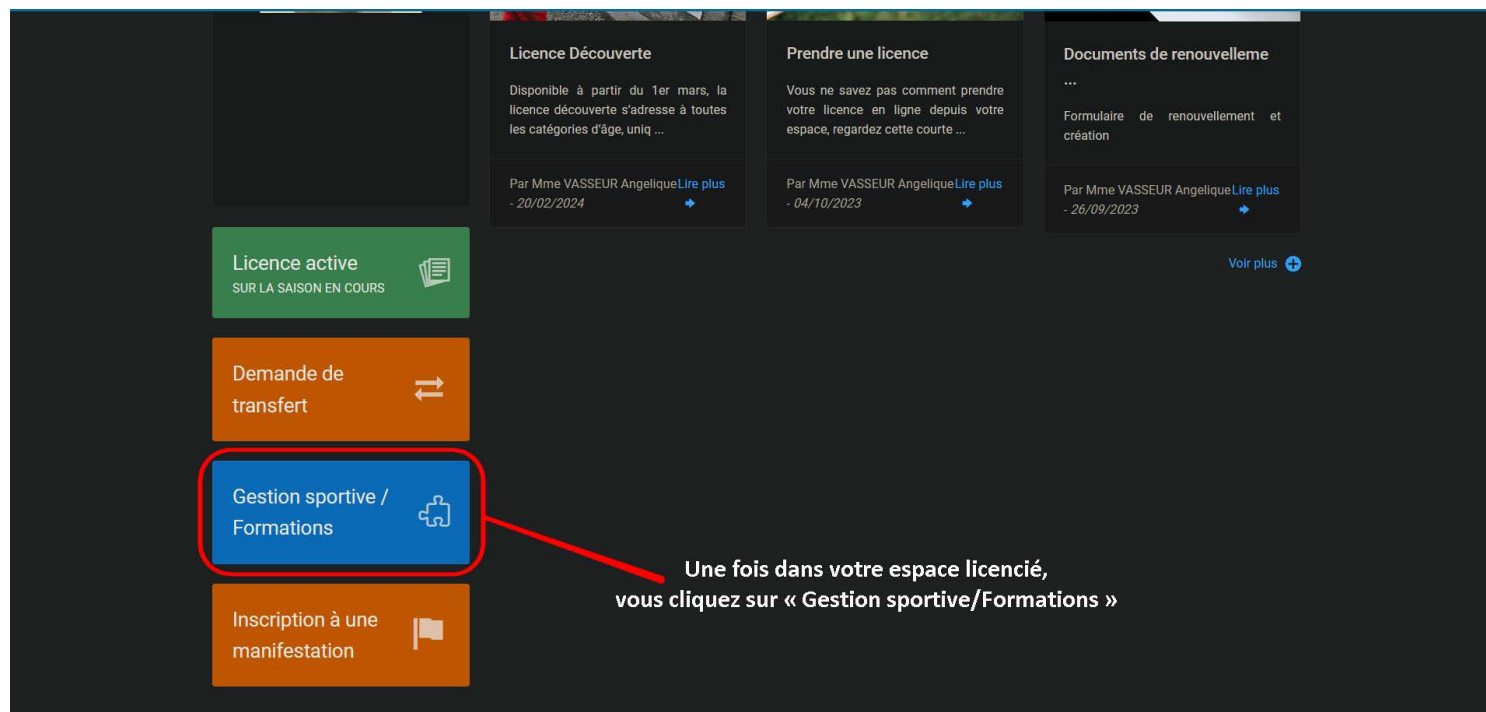 Licence Découverte
Disponible à partir du 1er mars, la
licence découverte s'adresse à toutes
les catégories d'âge, uniq ...
Par Mme VASSEUR Angelique Lire plus
- 20/02/2024
Prendre une licence
Vous ne savez pas comment prendre
votre licence en ligne depuis votre
espace, regardez cette courte ...
Par Mme VASSEUR Angelique Lire plus
- 04/10/2023
Documents de renouvelleme
...
Formulaire de renouvellement et
création
Par Mme VASSEUR Angelique Lire plus
- 26/09/2023
Voir plus
Licence active
SUR LA SAISON EN COURS
Demande de
transfert
Gestion sportive /
Formations
Une fois dans votre espace licencié,
vous cliquez sur « Gestion sportive/Formations »
Inscription à une
manifestation